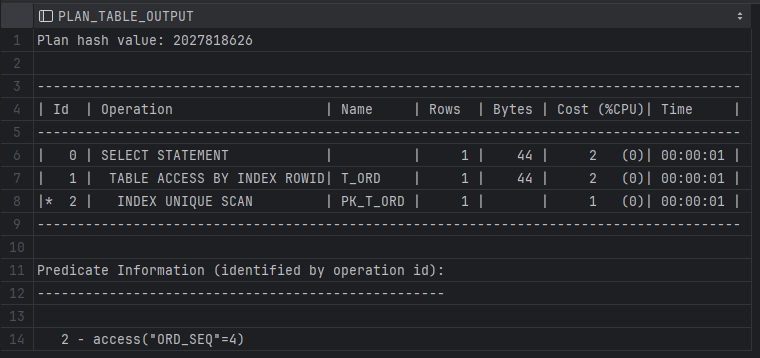 PLAN_TABLE_OUTPUT
1 Plan hash value: 2027818626
2
3 ----------------------------------------------------------------------------------------
4 | Id  | Operation                   | Name     | Rows  | Bytes | Cost (%CPU)| Time     |
5 ----------------------------------------------------------------------------------------
6 |   0 | SELECT STATEMENT            |          |     1 |    44 |     2   (0)| 00:00:01 |
7 |   1 |  TABLE ACCESS BY INDEX ROWID| T_ORD    |     1 |    44 |     2   (0)| 00:00:01 |
8 |*  2 |   INDEX UNIQUE SCAN         | PK_T_ORD |     1 |       |     1   (0)| 00:00:01 |
9 ----------------------------------------------------------------------------------------
10
11 Predicate Information (identified by operation id):
12 ---------------------------------------------------
13
14    2 - access("ORD_SEQ"=4)